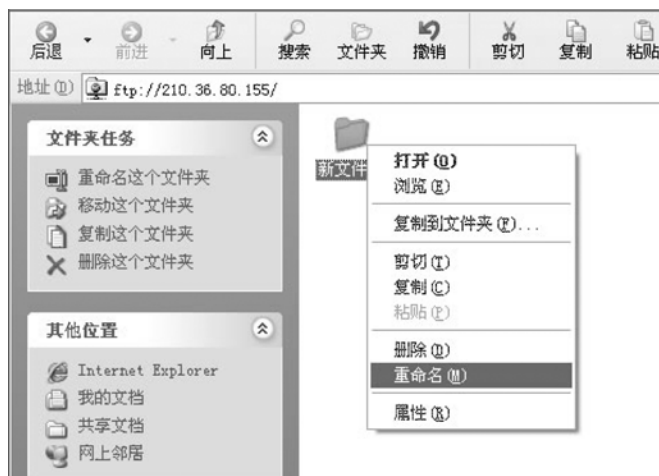 后退 前进 向上 搜索 文件夹 撤销 剪切 复制 粘贴
地址(D) ftp://210.36.80.155/
文件夹任务
重命名这个文件夹
移动这个文件夹
复制这个文件夹
删除这个文件夹
其他位置
Internet Explorer
我的文档
共享文档
网上邻居
新文件
打开(O)
浏览(E)
复制到文件夹(F)...
剪切(T)
复制(C)
粘贴(P)
删除(D)
重命名(M)
属性(R)